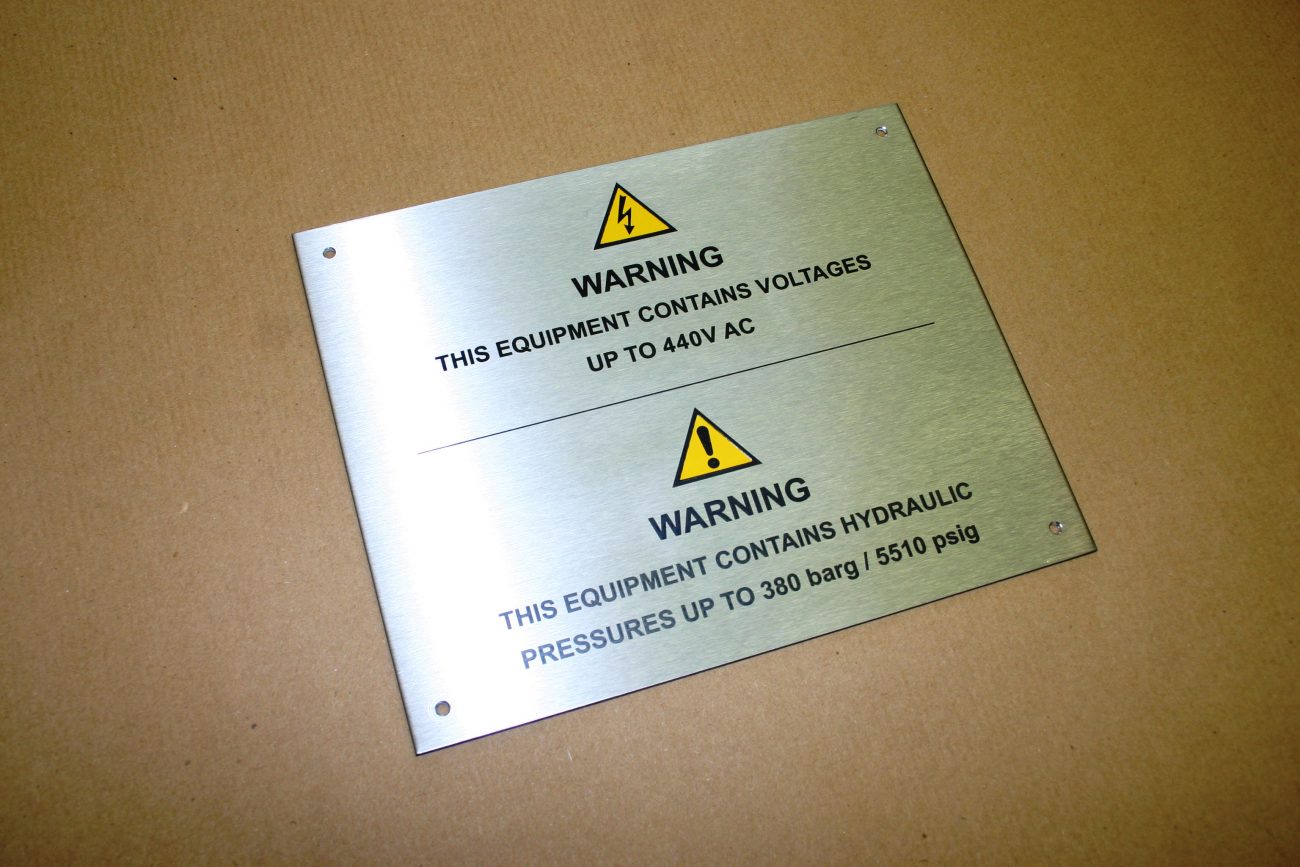 WARNING
THIS EQUIPMENT CONTAINS VOLTAGES
UP TO 440V AC
WARNING
THIS EQUIPMENT CONTAINS HYDRAULIC
PRESSURES UP TO 380 barg / 5510 psig